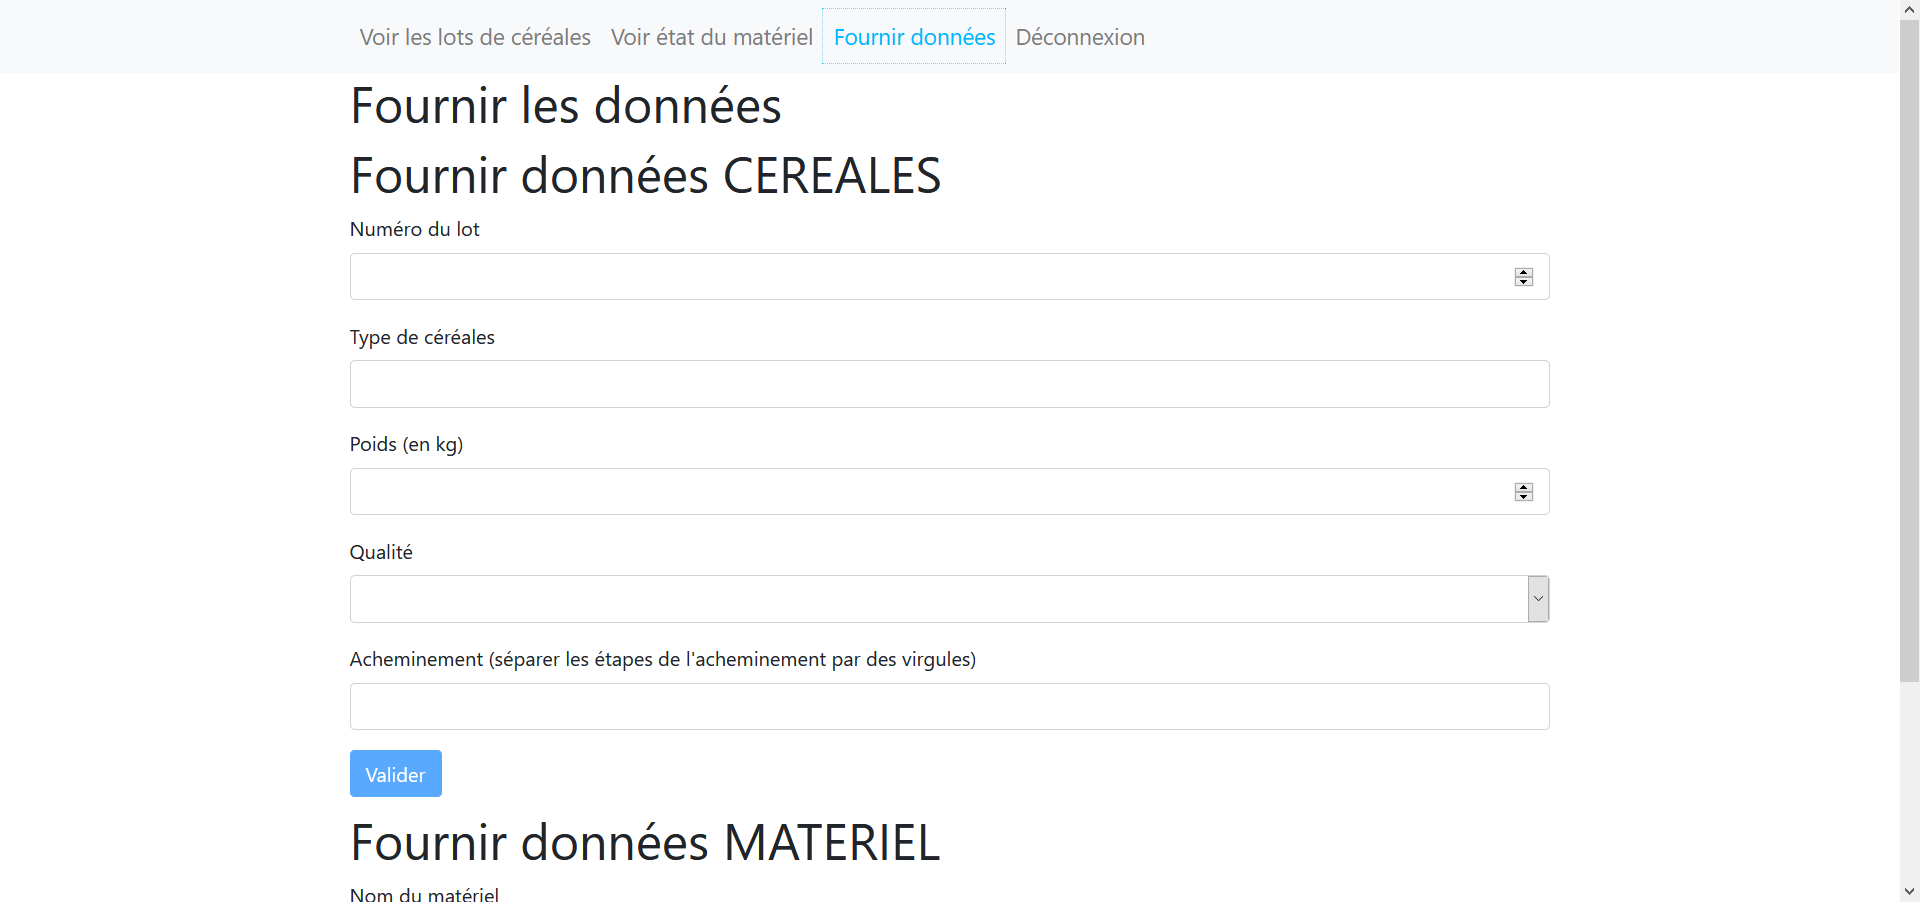 Voir les lots de céréales Voir état du matériel Fournir données Déconnexion
Fournir les données
Fournir données CEREALES
Numéro du lot
Type de céréales
Poids (en kg)
Qualité
Acheminement (séparer les étapes de l'acheminement par des virgules)
Valider
Fournir données MATERIEL
Nom du matériel